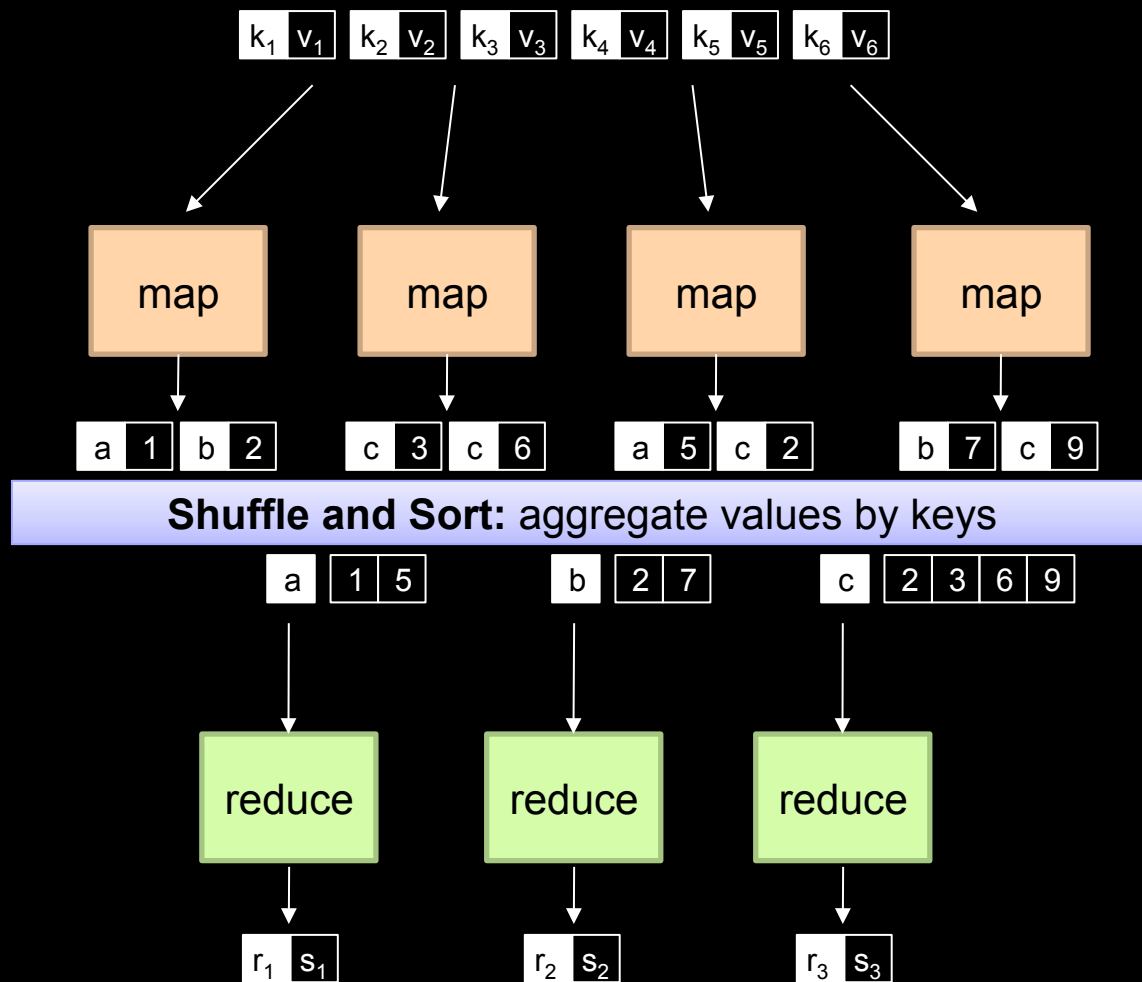 k₁ v₁ k₂ v₂ k₃ v₃ k₄ v₄ k₅ v₅ k₆ v₆
map map map map
a 1 b 2 c 3 c 6 a 5 c 2 b 7 c 9
Shuffle and Sort: aggregate values by keys
a 1 5 b 2 7 c 2 3 6 9
reduce reduce reduce
r₁ s₁ r₂ s₂ r₃ s₃